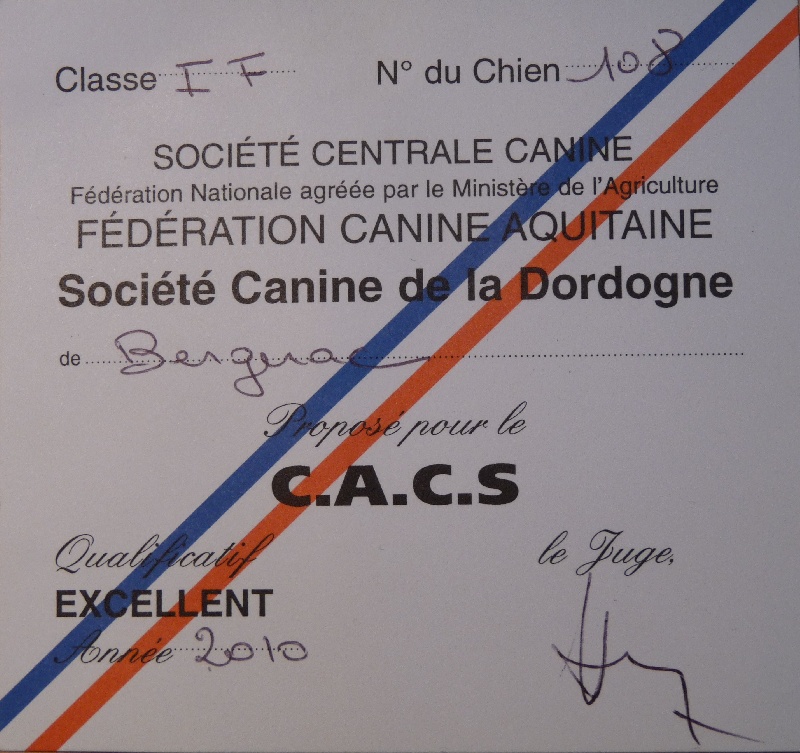 Classe I F N° du Chien 108
SOCIÉTÉ CENTRALE CANINE
Fédération Nationale agréée par le Ministère de l'Agriculture
FÉDÉRATION CANINE AQUITAINE
Société Canine de la Dordogne
de Bergerac
Proposé pour le
C.A.C.S
Qualificatif le Juge,
EXCELLENT
Année 2010